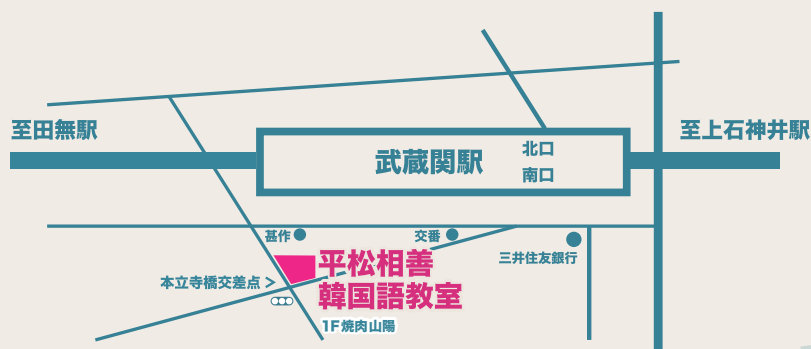 至田無駅
至上石神井駅
武蔵関駅
北口
南口
甚作
交番
三井住友銀行
平松相善
韓国語教室
本立寺橋交差点
1F焼肉山陽